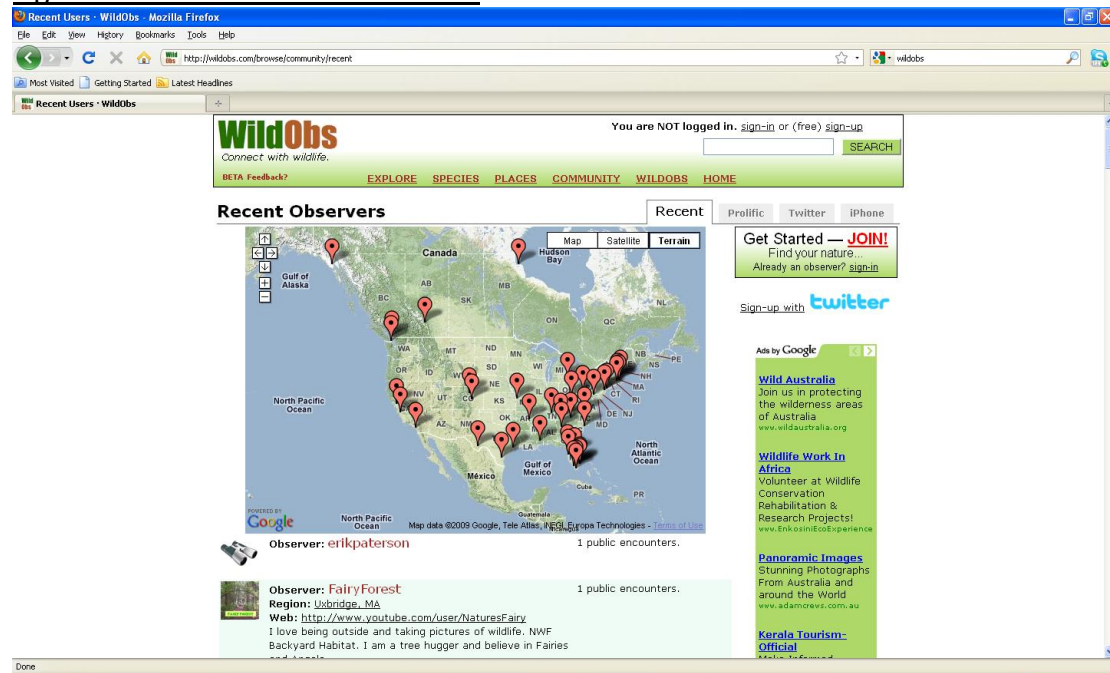 Recent Users · WildObs - Mozilla Firefox
File Edit View History Bookmarks Tools Help
http://wildobs.com/browse/community/recent
wildobs
Most Visited Getting Started Latest Headlines
Recent Users · WildObs
WildObs
Connect with wildlife.
You are NOT logged in. sign-in or (free) sign-up
SEARCH
BETA Feedback?
EXPLORE SPECIES PLACES COMMUNITY WILDOBS HOME
Recent Observers
Recent Prolific Twitter iPhone
Map Satellite Terrain
Canada
Hudson Bay
Gulf of Alaska
AB
MB
BC
SK
NL
ON
QC
WA
MT
ND
MN
NB
PE
OR
ID
SD
WI
MI
NH
MA
NV
UT
NE
CT
RI
KS
DE NJ
MD
AZ
NM
OK
AR
TN
AL
LA
North Pacific Ocean
North Atlantic Ocean
Gulf of Mexico
México
Cuba
PR
Guatemala
Nicaragua
North Pacific Ocean
POWERED BY
Google
Map data ©2009 Google, Tele Atlas, INEGI, Europa Technologies - Terms of Use
Get Started — JOIN!
Find your nature...
Already an observer? sign-in
Sign-up with twitter
Ads by Google
Wild Australia
Join us in protecting
the wilderness areas
of Australia
www.wildaustralia.org
Wildlife Work In
Africa
Volunteer at Wildlife
Conservation
Rehabilitation &
Research Projects!
www.EnkosiniEcoExperience
Panoramic Images
Stunning Photographs
From Australia and
around the World
www.adamcrews.com.au
Kerala Tourism-
Official
Observer: erikpaterson
1 public encounters.
Observer: FairyForest
1 public encounters.
Region: Uxbridge, MA
Web: http://www.youtube.com/user/NaturesFairy
I love being outside and taking pictures of wildlife. NWF
Backyard Habitat. I am a tree hugger and believe in Fairies
Done